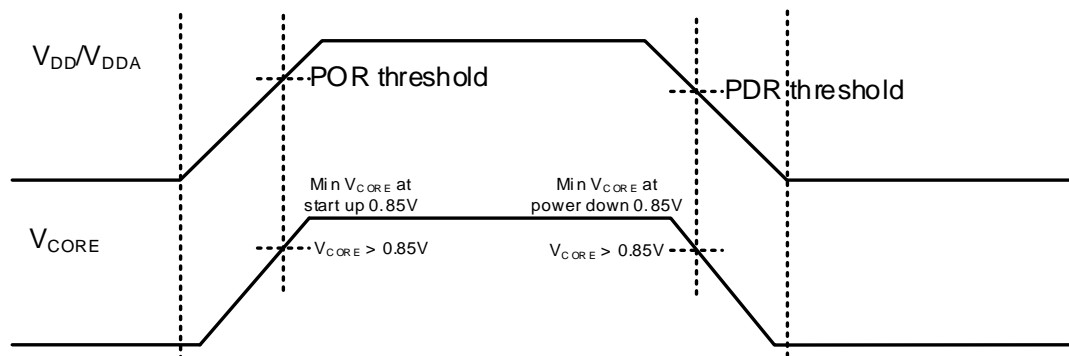 VDD/VDDA
POR threshold
PDR threshold
Min VCORE at
start up 0.85V
Min VCORE at
power down 0.85V
VCORE
VCORE > 0.85V
VCORE > 0.85V